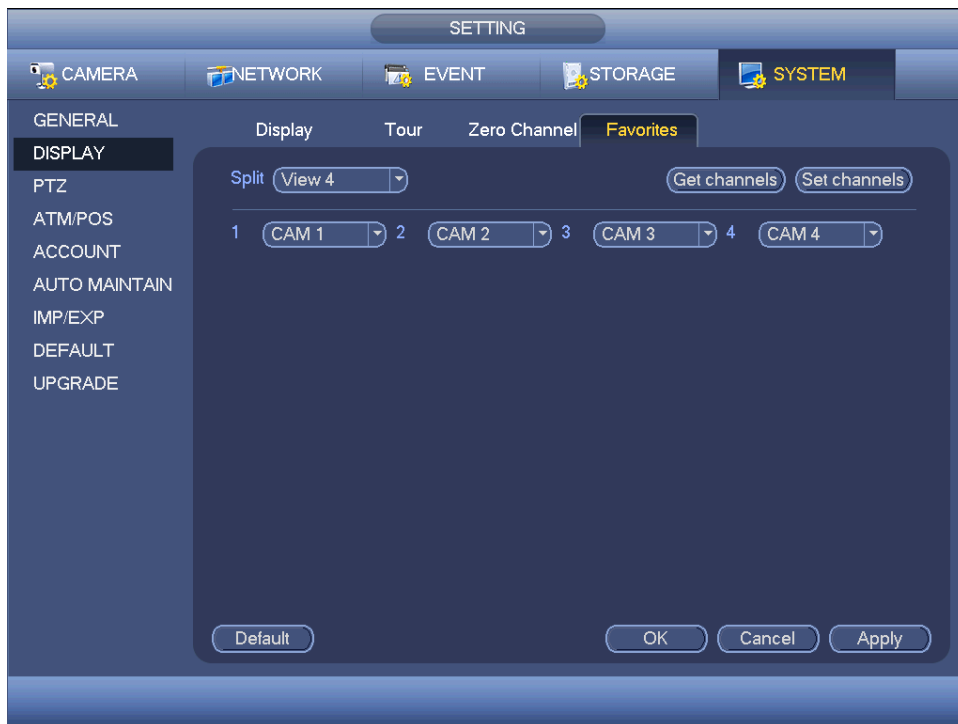 SETTING
CAMERA NETWORK EVENT STORAGE SYSTEM
GENERAL
DISPLAY
PTZ
ATM/POS
ACCOUNT
AUTO MAINTAIN
IMP/EXP
DEFAULT
UPGRADE
Display Tour Zero Channel Favorites
Split View 4 Get channels Set channels
1 CAM 1 2 CAM 2 3 CAM 3 4 CAM 4
Default OK Cancel Apply